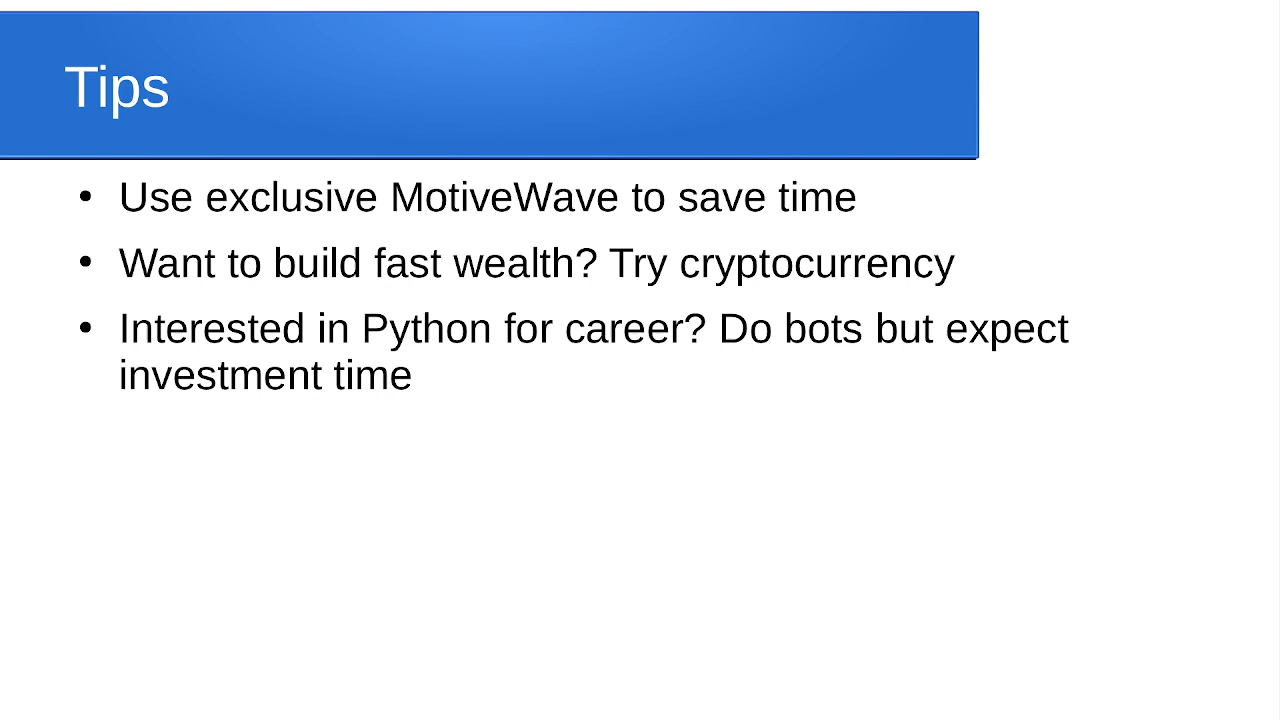 Tips
• Use exclusive MotiveWave to save time
• Want to build fast wealth? Try cryptocurrency
• Interested in Python for career? Do bots but expect
investment time